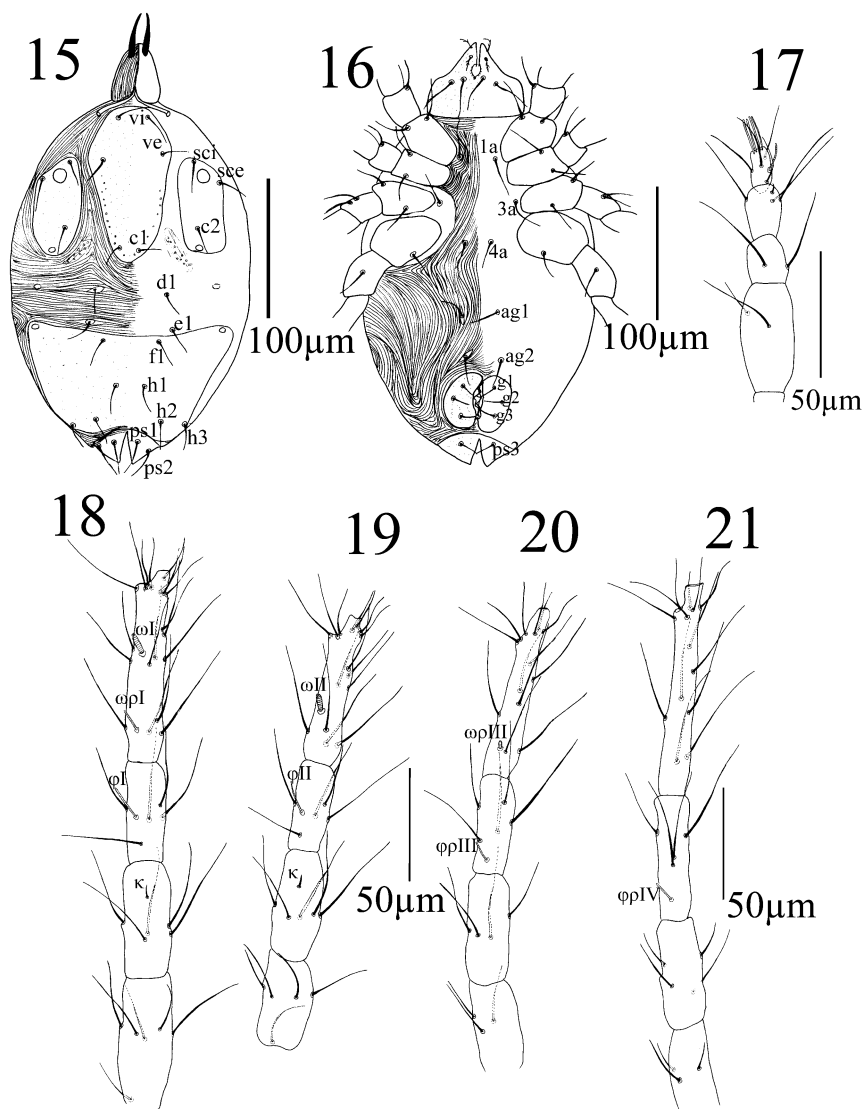 15
vi
ve
sci
sce
c1
c2
d1
e1
f1
h1
h2
h3
ps1
ps2
100µm
16
1a
3a
4a
ag1
ag2
g1
g2
g3
ps3
100µm
17
50µm
18
ωI
ωρI
φI
κ
19
ωII
φII
κ
50µm
20
ωρIII
φρIII
21
φρIV
50µm